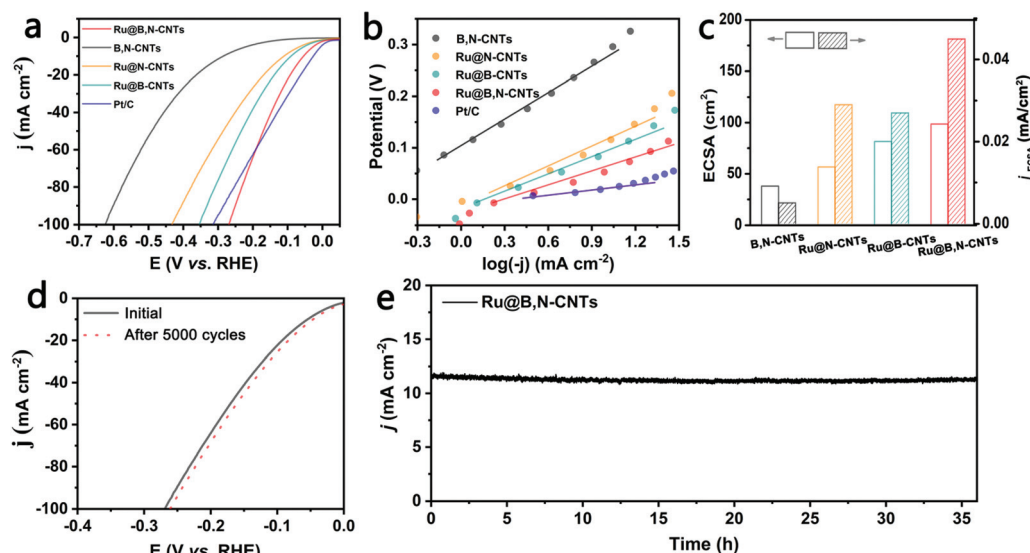 a
Ru@B,N-CNTs
B,N-CNTs
Ru@N-CNTs
Ru@B-CNTs
Pt/C
j (mA cm-2)
0
-20
-40
-60
-80
-100
-0.7 -0.6 -0.5 -0.4 -0.3 -0.2 -0.1 0.0
E (V vs. RHE)
b
B,N-CNTs
Ru@N-CNTs
Ru@B-CNTs
Ru@B,N-CNTs
Pt/C
Potential (V)
0.3
0.2
0.1
0.0
-0.3 0.0 0.3 0.6 0.9 1.2 1.5
log(-j) (mA cm-2)
c
ECSA (cm2)
200
150
100
50
0
0.04
0.02
0.00
j ECSA (mA/cm2)
B,N-CNTs
Ru@N-CNTs
Ru@B-CNTs
Ru@B,N-CNTs
d
Initial
After 5000 cycles
j (mA cm-2)
0
-20
-40
-60
-80
-100
-0.4 -0.3 -0.2 -0.1 0.0
E (V vs. RHE)
e
Ru@B,N-CNTs
j (mA cm-2)
20
15
10
5
0
0 5 10 15 20 25 30 35
Time (h)